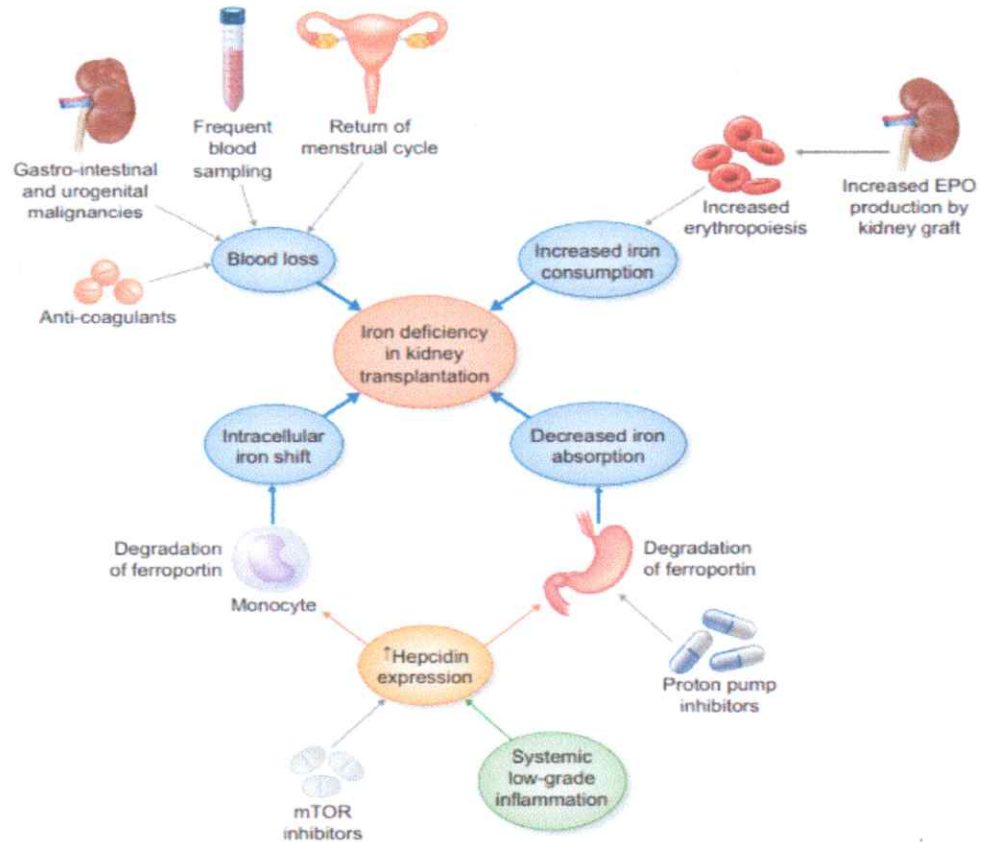 Frequent
blood
sampling
Return of
menstrual cycle
Gastro-intestinal
and urogenital
malignancies
Increased
erythropoiesis
Increased EPO
production by
kidney graft
Blood loss
Increased iron
consumption
Anti-coagulants
Iron deficiency
in kidney
transplantation
Intracellular
iron shift
Decreased iron
absorption
Degradation
of ferroportin
Monocyte
Degradation
of ferroportin
↑Hepcidin
expression
Proton pump
inhibitors
mTOR
inhibitors
Systemic
low-grade
inflammation